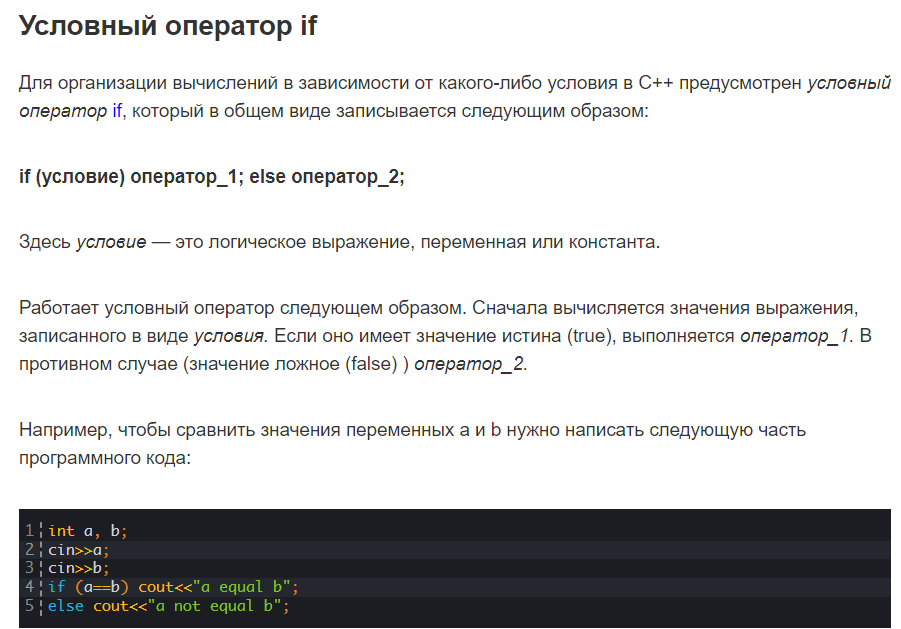 Условный оператор if
Для организации вычислений в зависимости от какого-либо условия в C++ предусмотрен условный
оператор if, который в общем виде записывается следующим образом:
if (условие) оператор_1; else оператор_2;
Здесь условие — это логическое выражение, переменная или константа.
Работает условный оператор следующем образом. Сначала вычисляется значения выражения,
записанного в виде условия. Если оно имеет значение истина (true), выполняется оператор_1. В
противном случае (значение ложное (false) ) оператор_2.
Например, чтобы сравнить значения переменных a и b нужно написать следующую часть
программного кода:
1 int a, b;
2 cin>>a;
3 cin>>b;
4 if (a==b) cout<<"a equal b";
5 else cout<<"a not equal b";